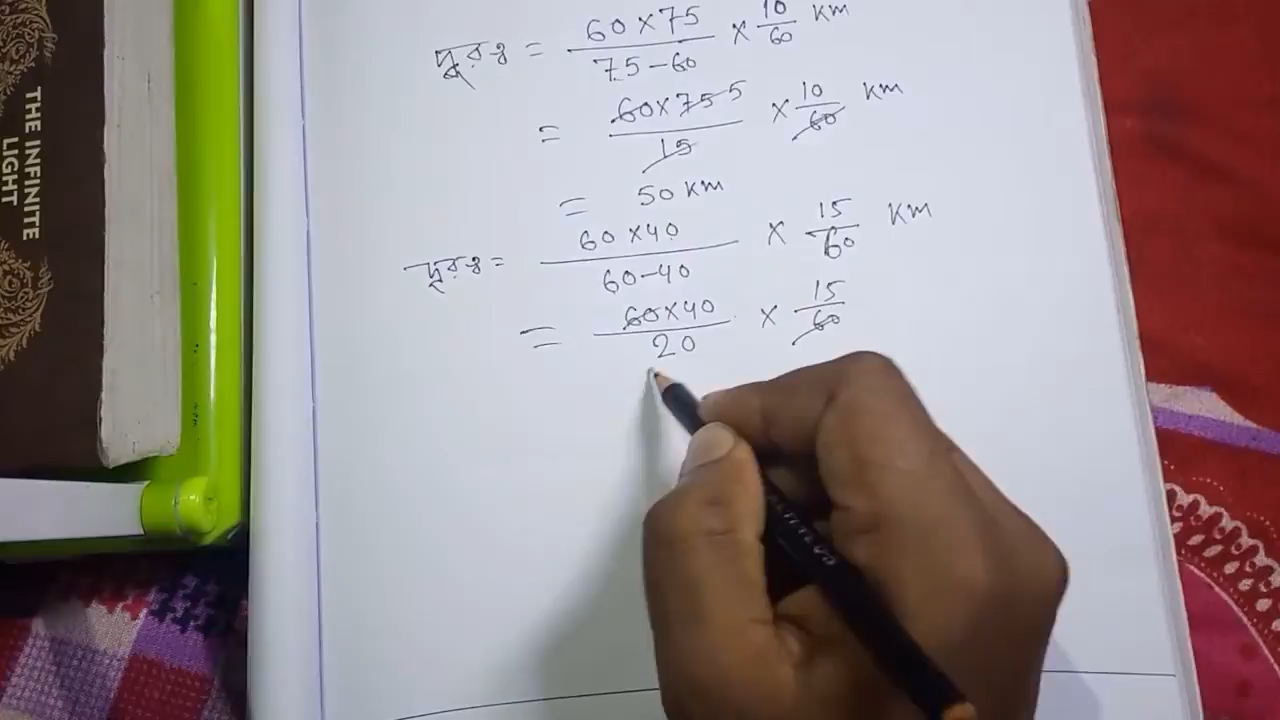 THE INFINITE
LIGHT
দূরত্ব = 60×75/75-60 × 10/60 KM
= 60×75 5/15 × 10/60 KM
= 50 KM
দূরত্ব = 60×40/60-40 × 15/60 KM
= 60×40/20 × 15/60